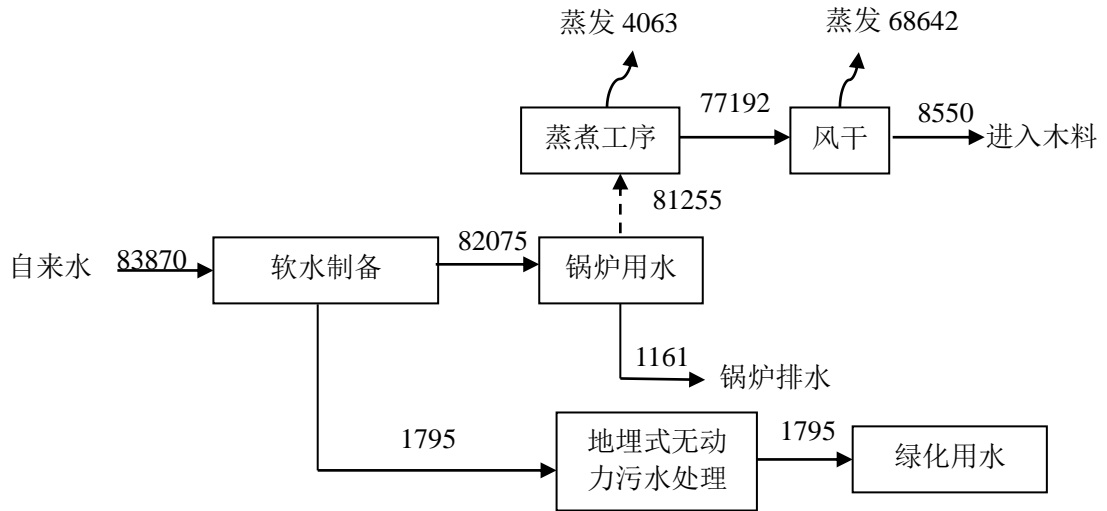 蒸发 4063
蒸发 68642
蒸煮工序
77192
风干
8550
进入木料
81255
自来水
83870
软水制备
82075
锅炉用水
1161
锅炉排水
1795
地埋式无动
力污水处理
1795
绿化用水